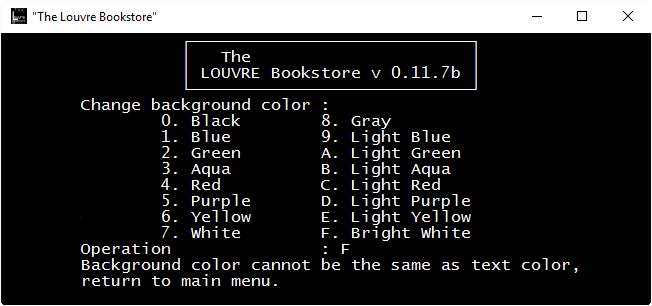 "The Louvre Bookstore"
The
LOUVRE Bookstore v 0.11.7b
Change background color :
0. Black 8. Gray
1. Blue 9. Light Blue
2. Green A. Light Green
3. Aqua B. Light Aqua
4. Red C. Light Red
5. Purple D. Light Purple
6. Yellow E. Light Yellow
7. White F. Bright White
Operation : F
Background color cannot be the same as text color,
return to main menu.